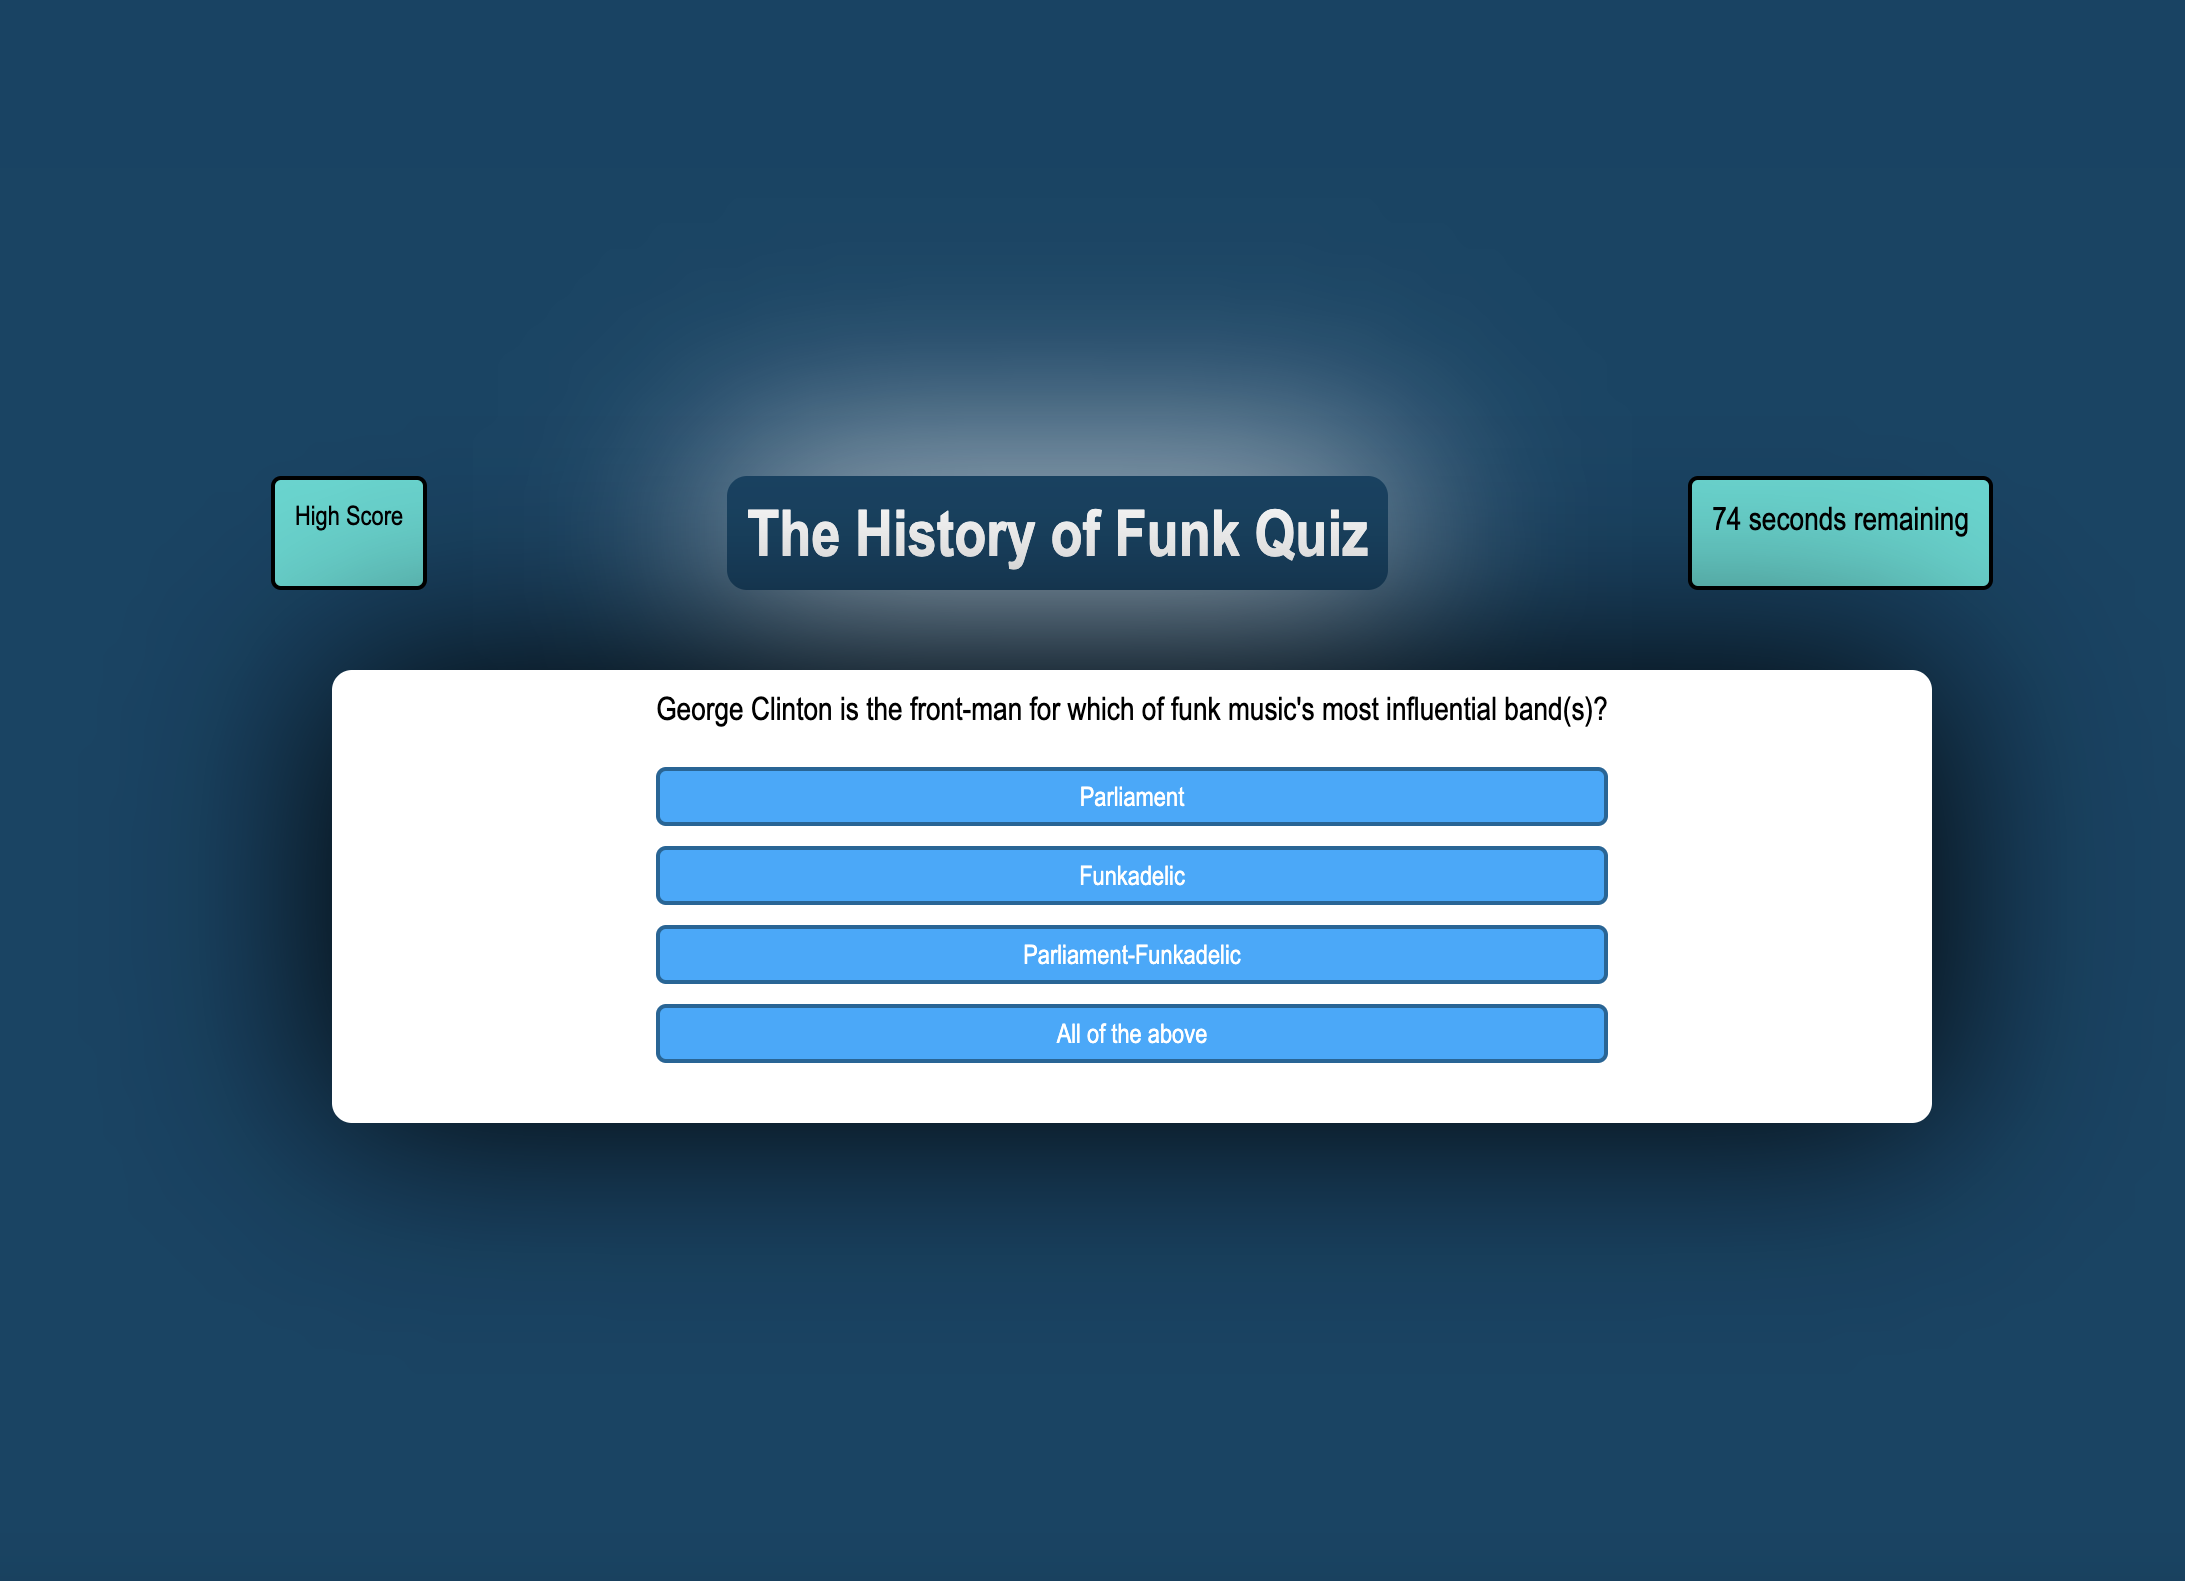 High Score
The History of Funk Quiz
74 seconds remaining
George Clinton is the front-man for which of funk music's most influential band(s)?
Parliament
Funkadelic
Parliament-Funkadelic
All of the above